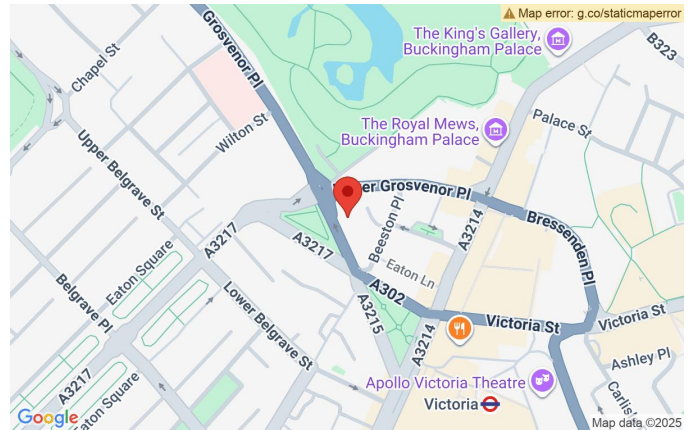 Map error: g.co/staticmaperror
Grosvenor Pl
The King's Gallery,
Buckingham Palace
B323
Chapel St
Wilton St
The Royal Mews,
Buckingham Palace
Palace St
Upper Belgrave St
Grosvenor Pl
Bressenden Pl
A3214
Beeston Pl
A3217
A3217
Eaton Square
Eaton Ln
Belgrave Pl
Lower Belgrave St
A302
A3215
Victoria St
Victoria St
A3214
Ashley Pl
A3217
Eaton Square
Apollo Victoria Theatre
Victoria
Google
Map data ©2025